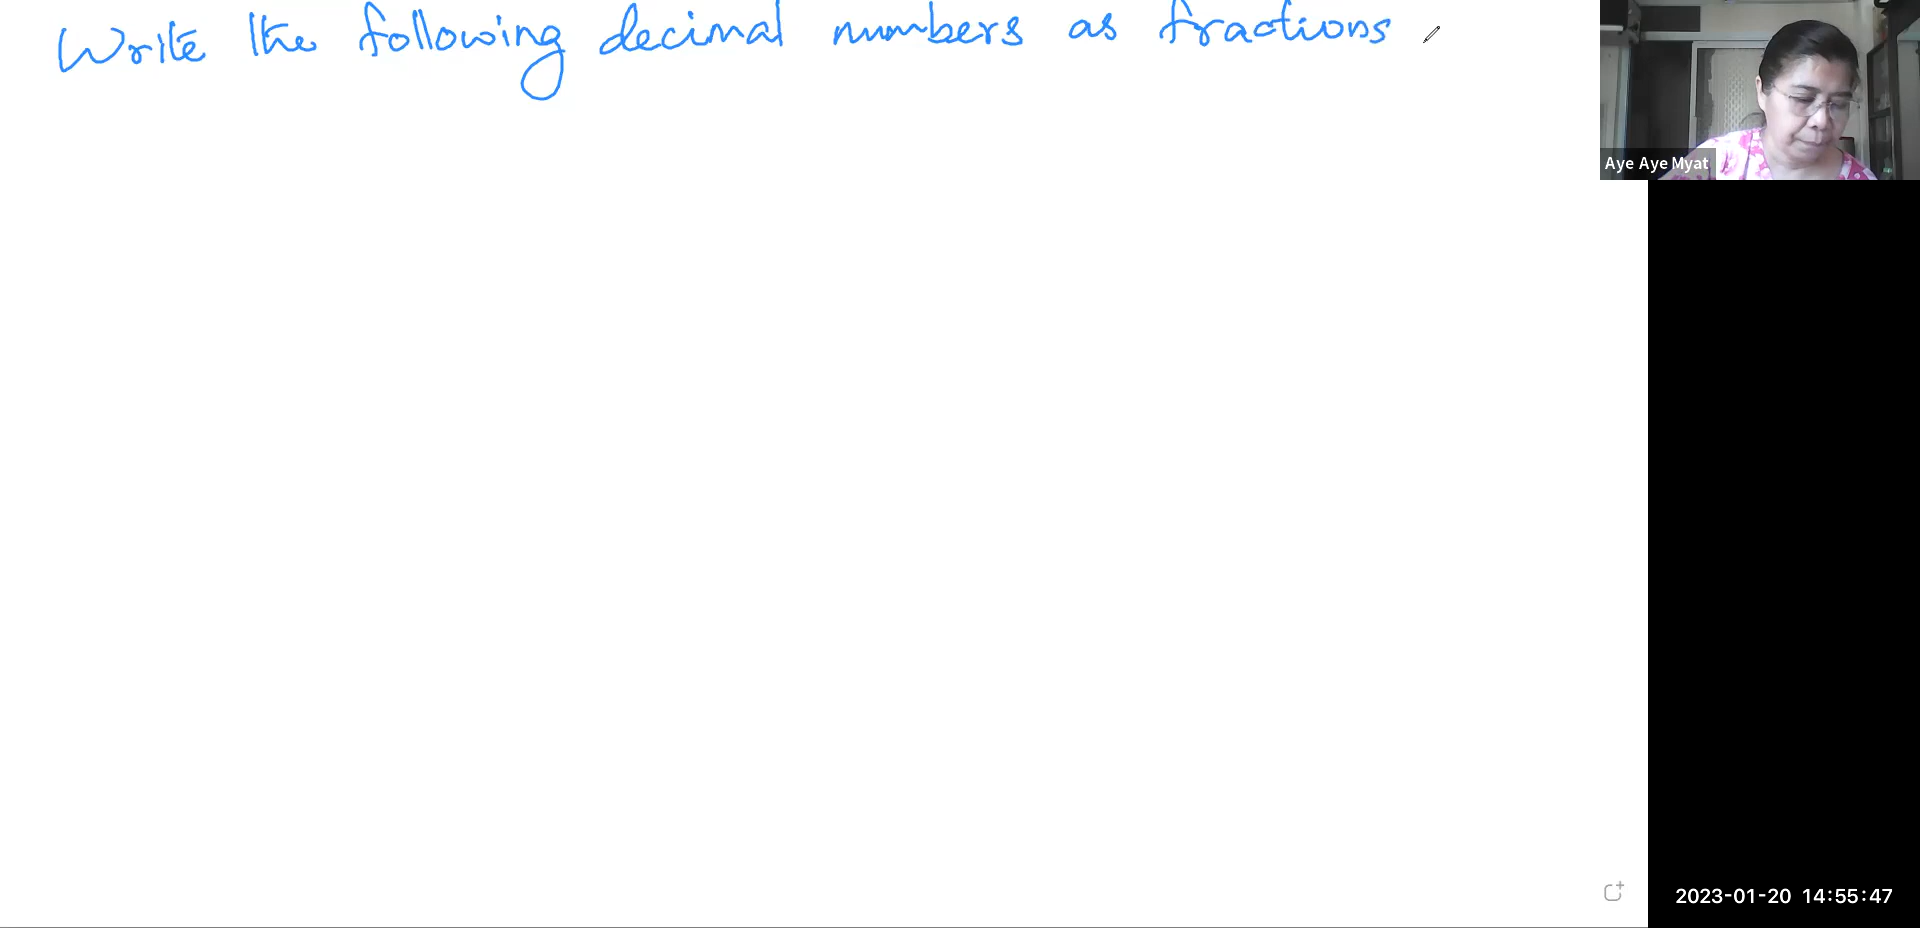 Write the following decimal numbers as fractions
Aye Aye Myat
2023-01-20 14:55:47